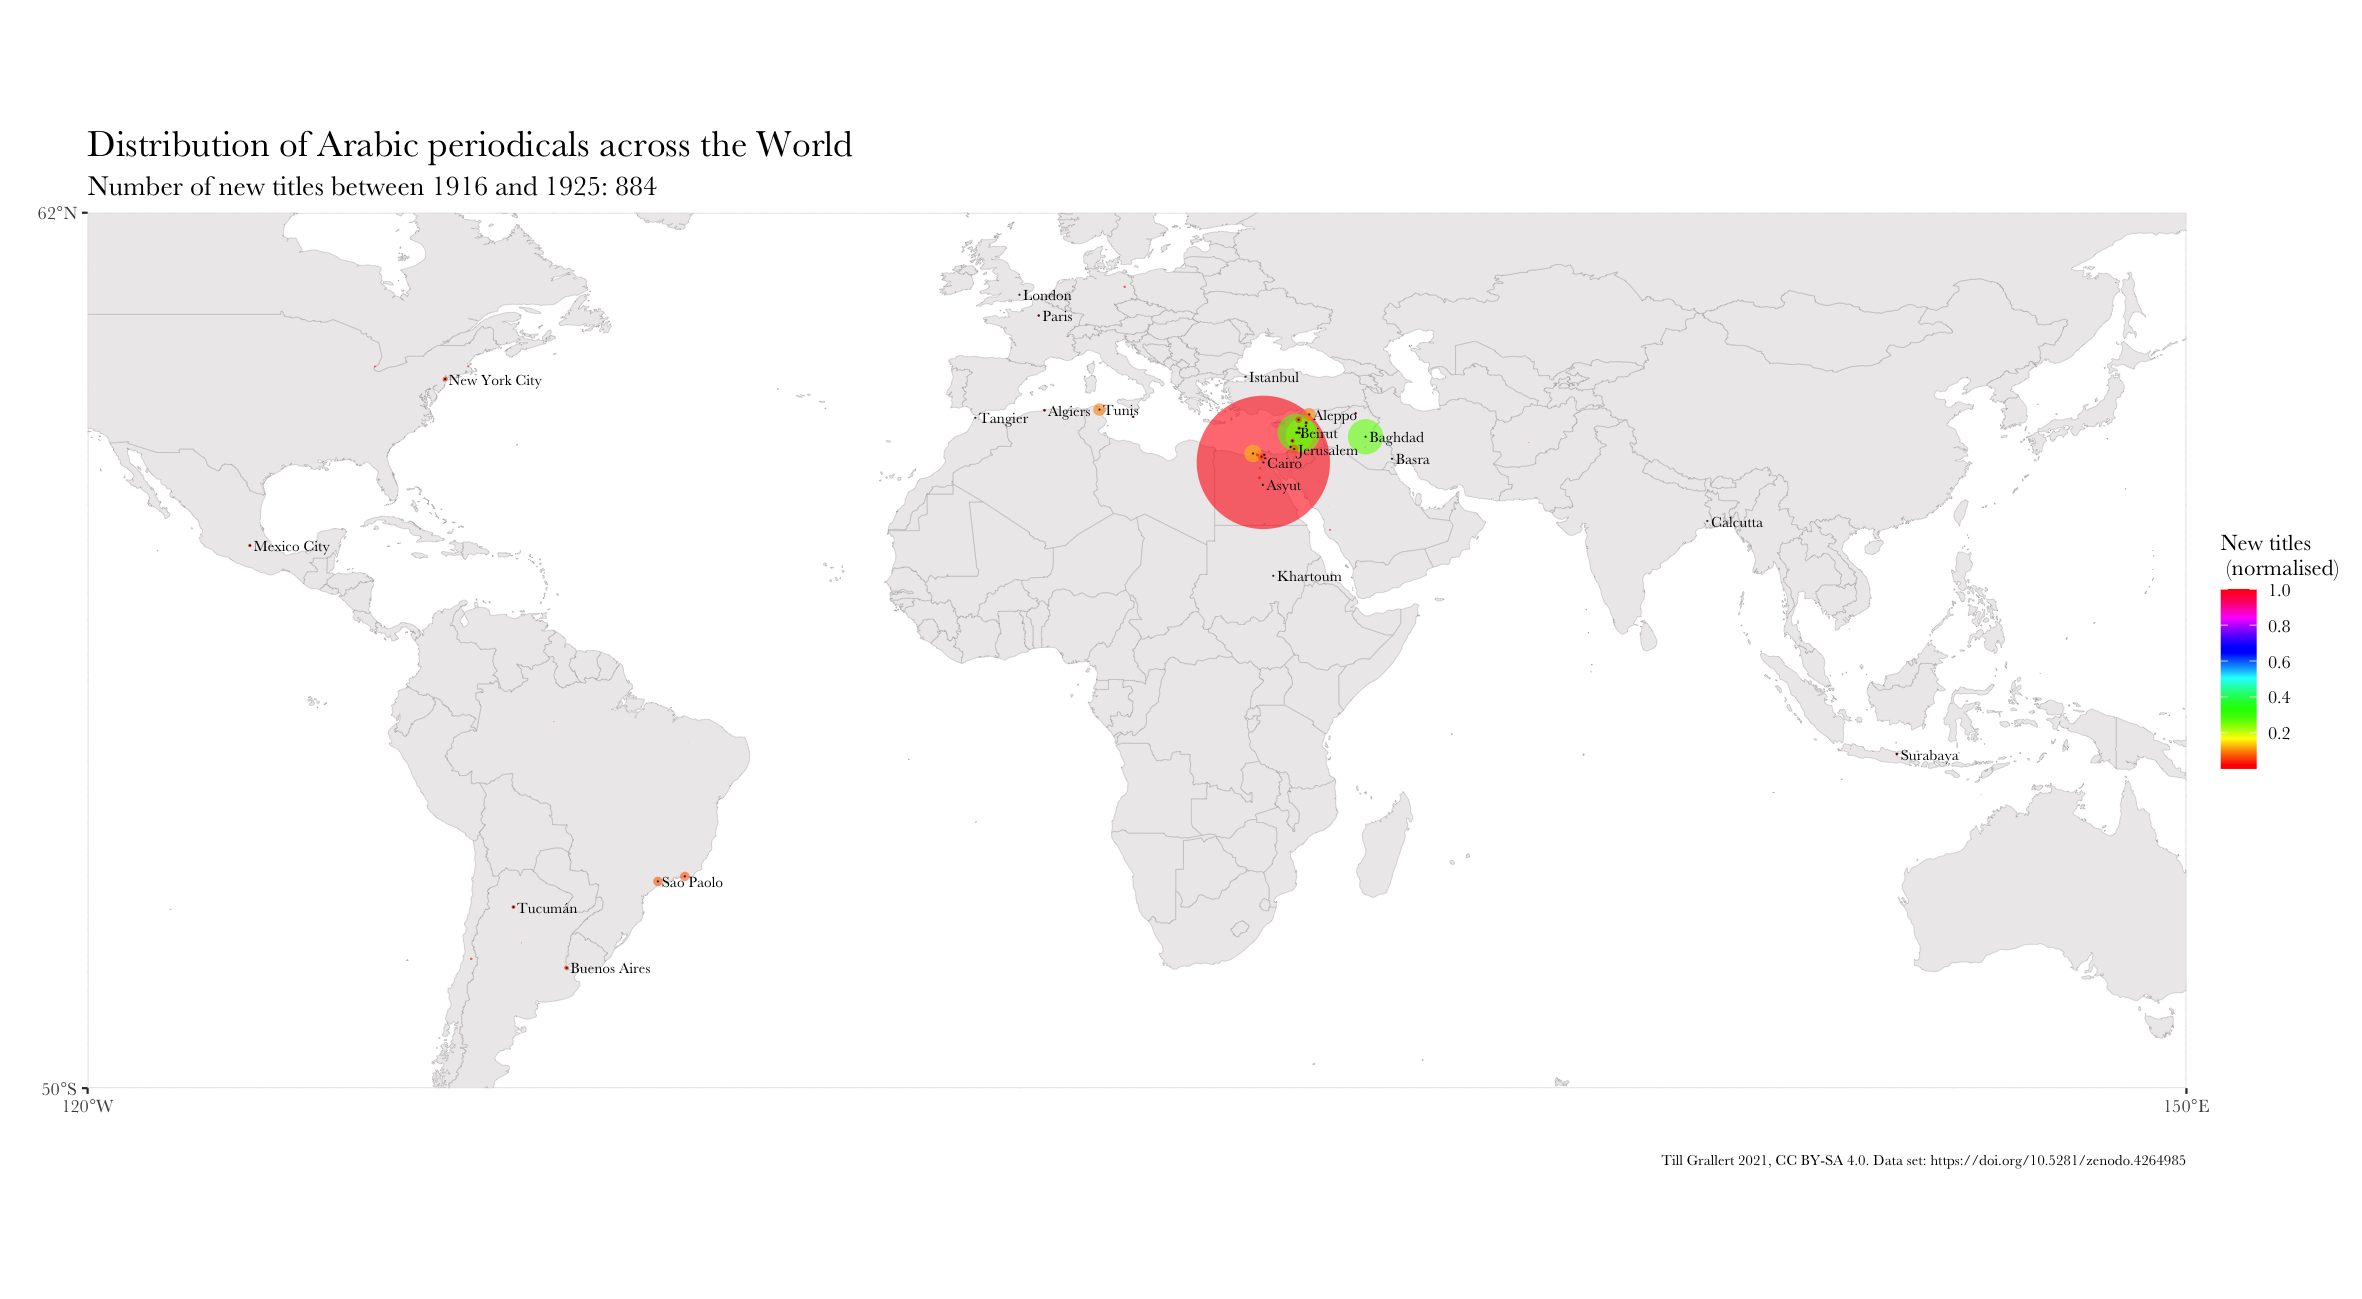 Distribution of Arabic periodicals across the World
Number of new titles between 1916 and 1925: 884
62°N
London
Paris
Istanbul
New York City
Tangier
Algiers
Tunis
Aleppo
Beirut
Baghdad
Jerusalem
Basra
Cairo
Asyut
Calcutta
Mexico City
Khartoum
New titles
(normalised)
1.0
0.8
0.6
0.4
0.2
Surabaya
São Paolo
Tucumán
Buenos Aires
50°S
120°W
150°E
Till Grallert 2021, CC BY-SA 4.0. Data set: https://doi.org/10.5281/zenodo.4264985